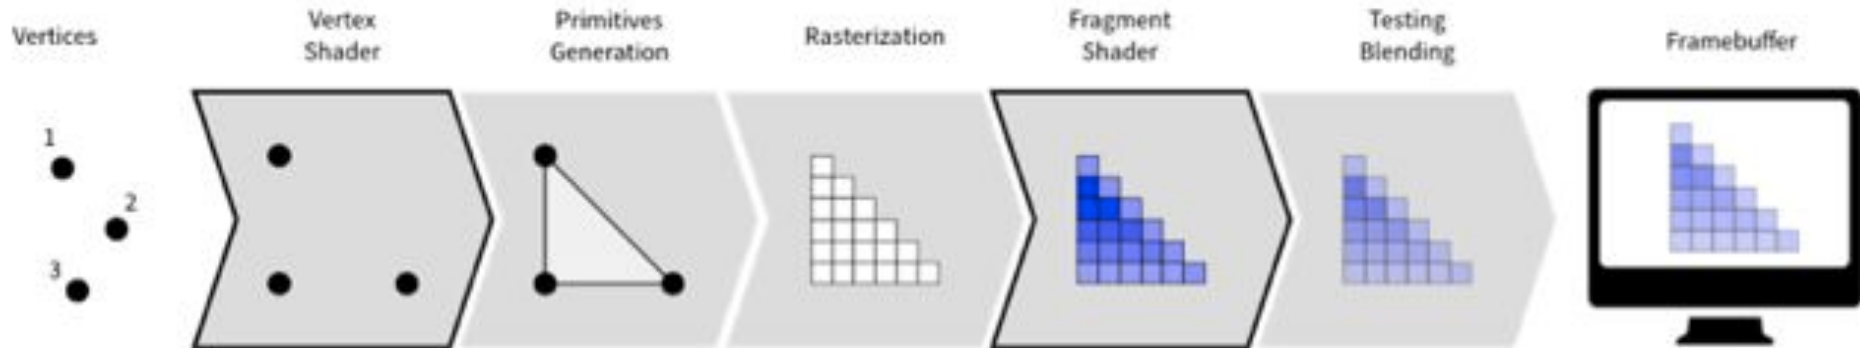 Vertices
Vertex
Shader
Primitives
Generation
Rasterization
Fragment
Shader
Testing
Blending
Framebuffer
1
2
3